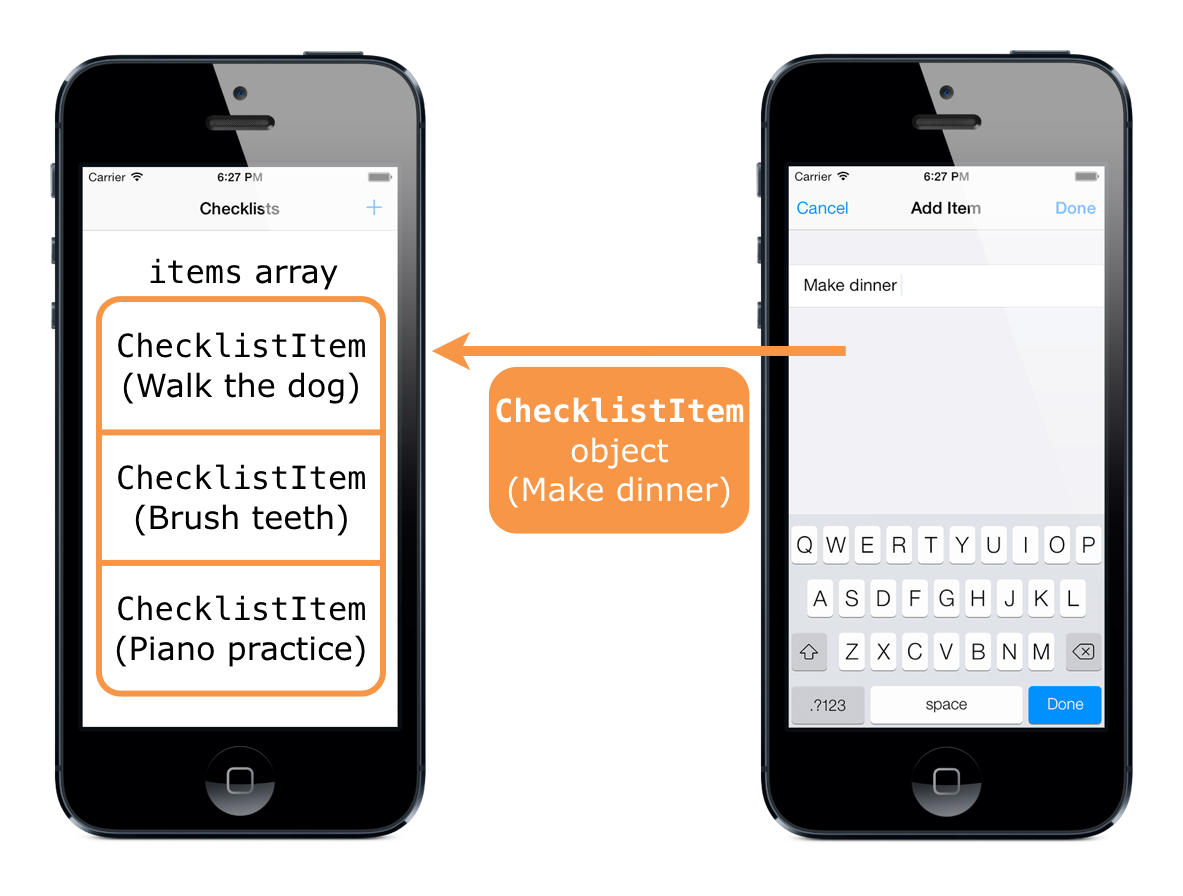 Carrier 6:27 PM
Checklists +
items array
ChecklistItem
(Walk the dog)
ChecklistItem
(Brush teeth)
ChecklistItem
(Piano practice)
ChecklistItem
object
(Make dinner)
Carrier 6:27 PM
Cancel Add Item Done
Make dinner
Q W E R T Y U I O P
A S D F G H J K L
Z X C V B N M
.?123 space Done